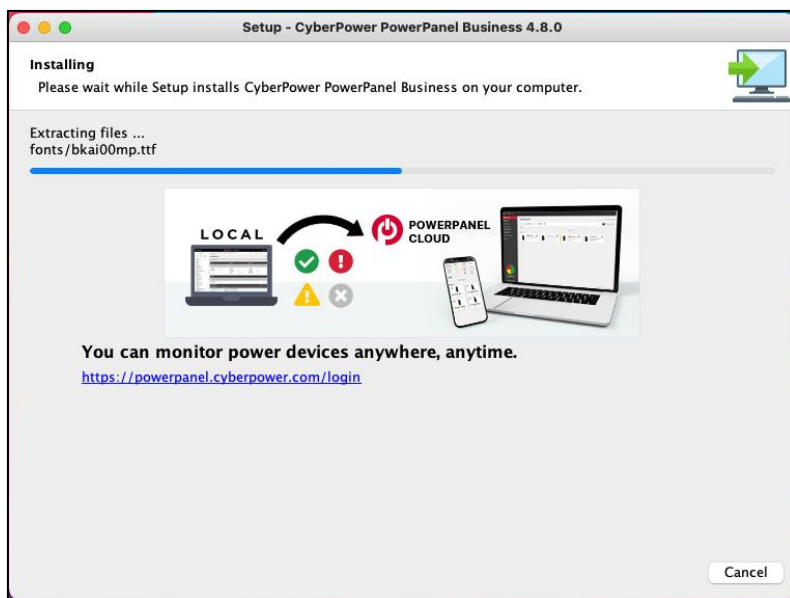 Setup - CyberPower PowerPanel Business 4.8.0
Installing
Please wait while Setup installs CyberPower PowerPanel Business on your computer.
Extracting files ...
fonts/bkai00mp.ttf
LOCAL
POWERPANEL
CLOUD
You can monitor power devices anywhere, anytime.
https://powerpanel.cyberpower.com/login
Cancel